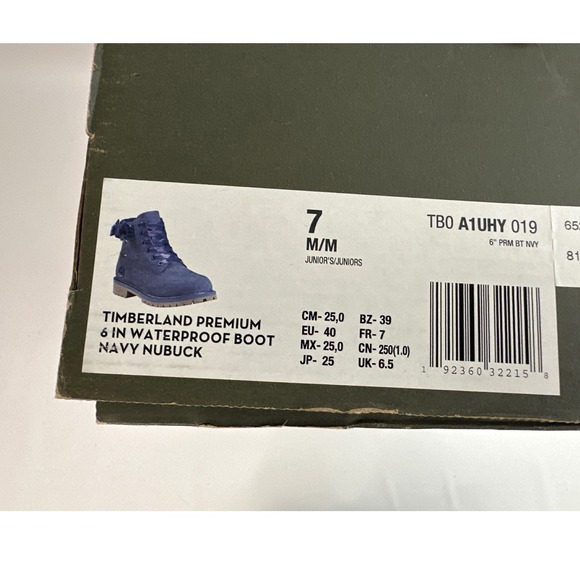 7
M/M
JUNIOR'S/JUNIORS
TB0 A1UHY 019
6" PRM BT NVY
TIMBERLAND PREMIUM
6 IN WATERPROOF BOOT
NAVY NUBUCK
CM- 25,0 BZ- 39
EU- 40 FR- 7
MX- 25,0 CN- 250(1.0)
JP- 25 UK- 6.5
1 92360 32215 8